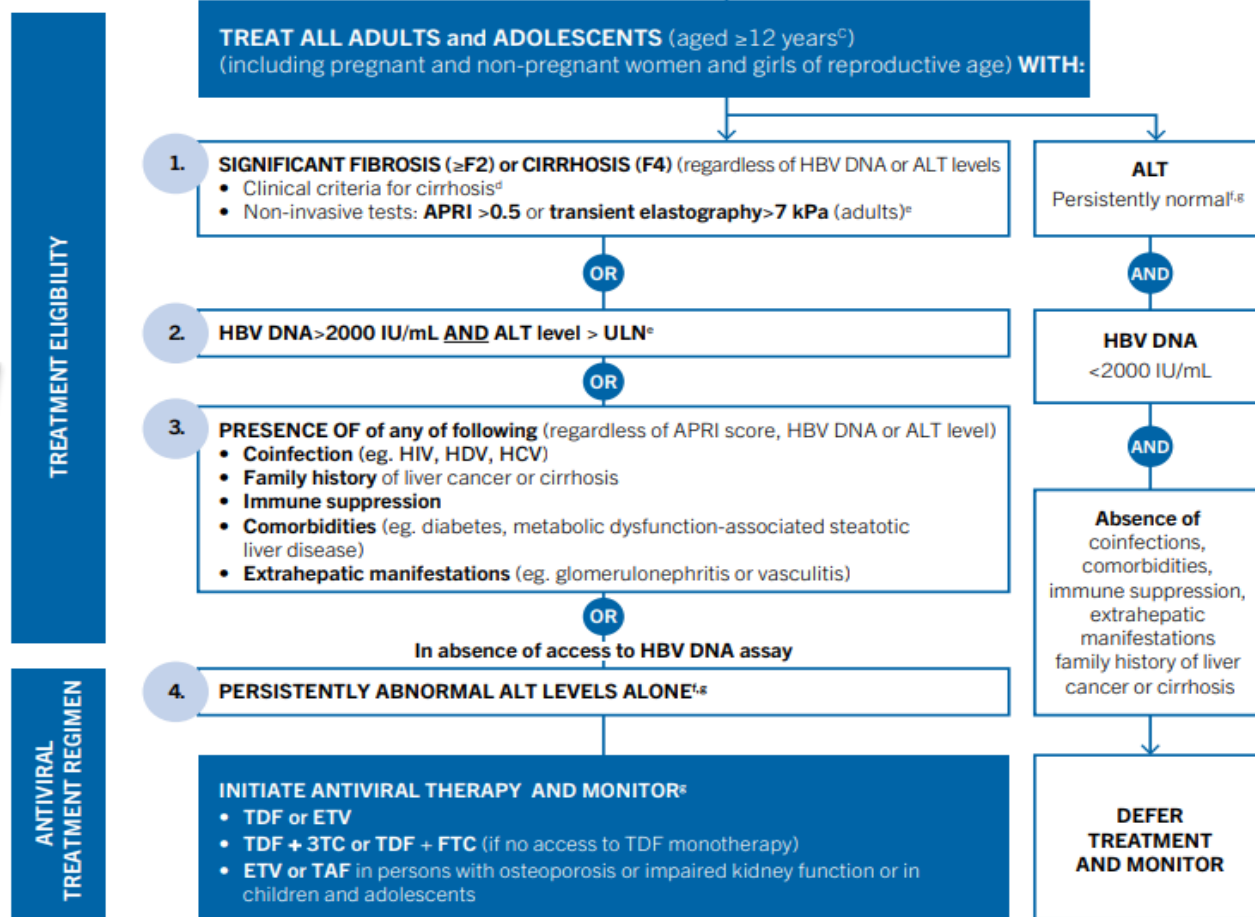 TREAT ALL ADULTS and ADOLESCENTS (aged ≥12 yearsᶜ)
(including pregnant and non-pregnant women and girls of reproductive age) WITH:
TREATMENT ELIGIBILITY
1.
SIGNIFICANT FIBROSIS (≥F2) or CIRRHOSIS (F4) (regardless of HBV DNA or ALT levels
• Clinical criteria for cirrhosisᵈ
• Non-invasive tests: APRI >0.5 or transient elastography>7 kPa (adults)ᵉ
OR
2.
HBV DNA>2000 IU/mL AND ALT level > ULNᵉ
OR
3.
PRESENCE OF of any of following (regardless of APRI score, HBV DNA or ALT level)
• Coinfection (eg. HIV, HDV, HCV)
• Family history of liver cancer or cirrhosis
• Immune suppression
• Comorbidities (eg. diabetes, metabolic dysfunction-associated steatotic
liver disease)
• Extrahepatic manifestations (eg. glomerulonephritis or vasculitis)
OR
In absence of access to HBV DNA assay
4.
PERSISTENTLY ABNORMAL ALT LEVELS ALONEᶠ,ᵍ
ALT
Persistently normalᶠ,ᵍ
AND
HBV DNA
<2000 IU/mL
AND
Absence of
coinfections,
comorbidities,
immune suppression,
extrahepatic
manifestations
family history of liver
cancer or cirrhosis
ANTIVIRAL
TREATMENT REGIMEN
INITIATE ANTIVIRAL THERAPY AND MONITORᵍ
• TDF or ETV
• TDF + 3TC or TDF + FTC (if no access to TDF monotherapy)
• ETV or TAF in persons with osteoporosis or impaired kidney function or in
children and adolescents
DEFER
TREATMENT
AND MONITOR